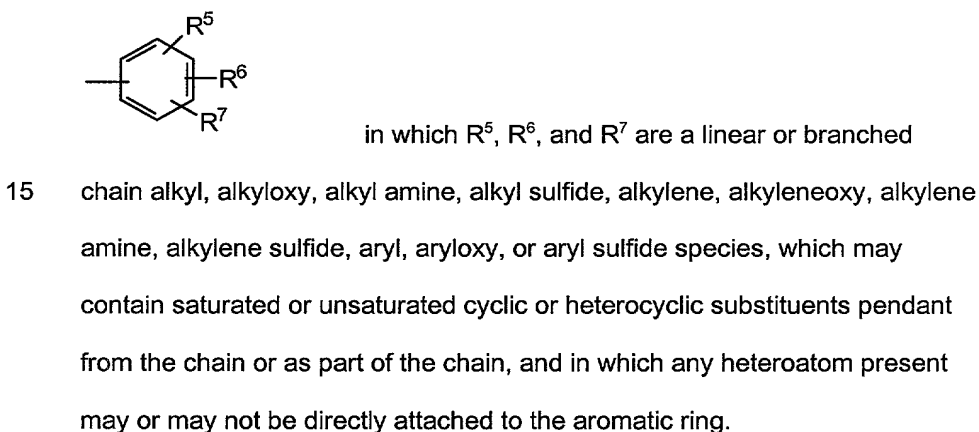 R⁵
R⁶
R⁷
in which R⁵, R⁶, and R⁷ are a linear or branched
15 chain alkyl, alkyloxy, alkyl amine, alkyl sulfide, alkylene, alkyleneoxy, alkylene
amine, alkylene sulfide, aryl, aryloxy, or aryl sulfide species, which may
contain saturated or unsaturated cyclic or heterocyclic substituents pendant
from the chain or as part of the chain, and in which any heteroatom present
may or may not be directly attached to the aromatic ring.